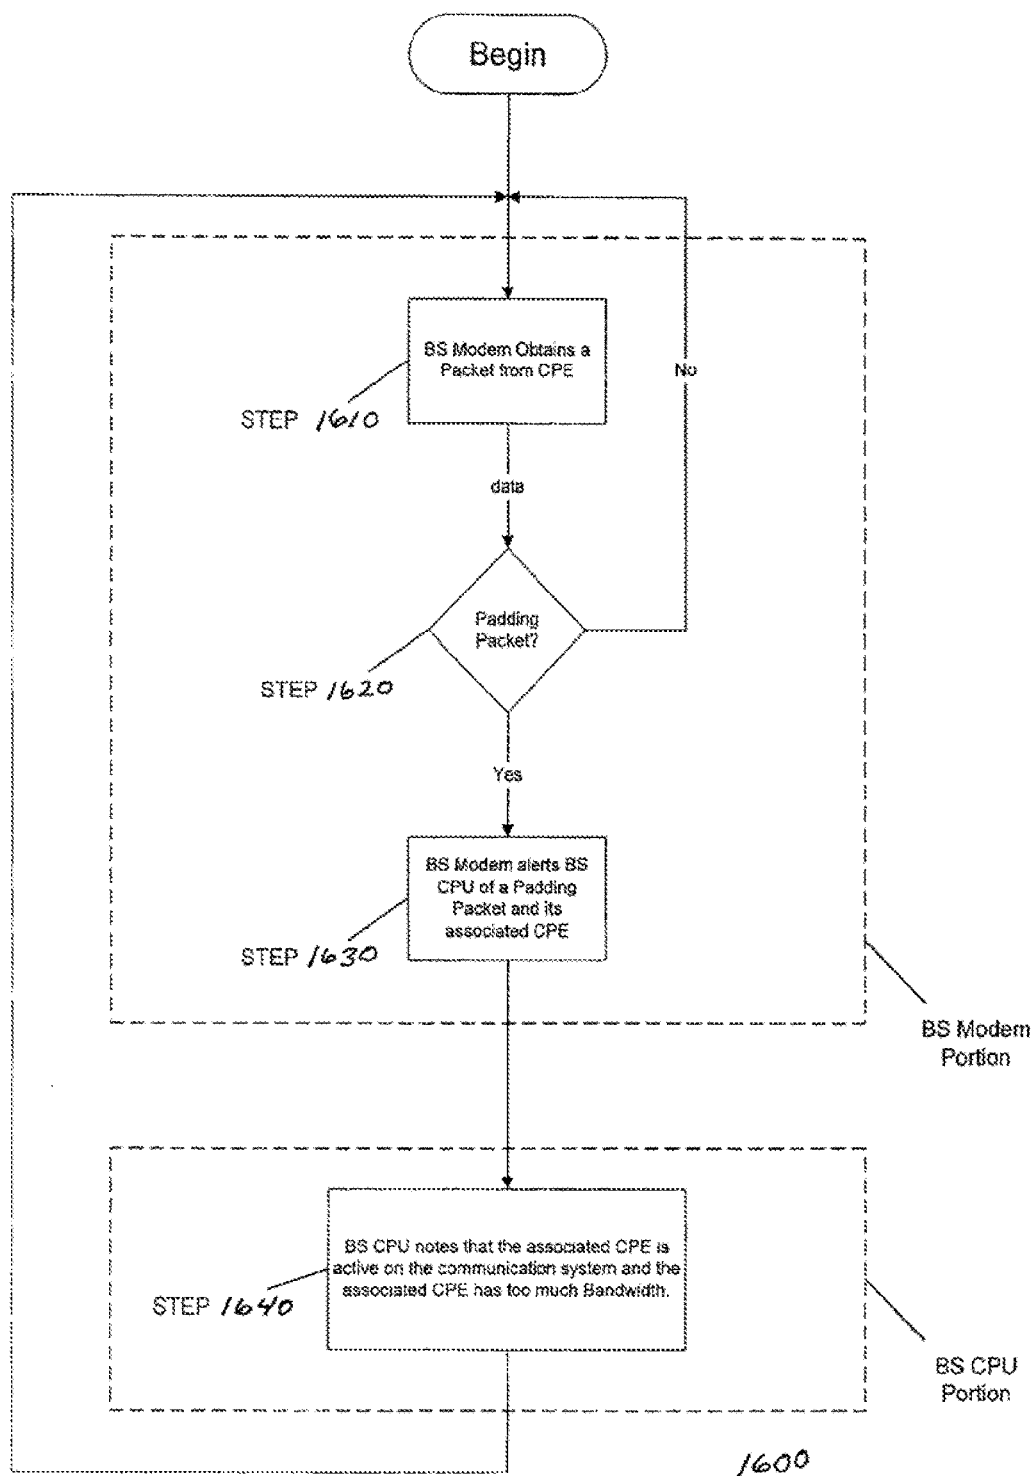 Begin
BS Modem Obtains a
Packet from CPE
No
STEP 1610
data
Padding
Packet?
STEP 1620
Yes
BS Modem alerts BS
CPU of a Padding
Packet and its
associated CPE
STEP 1630
BS Modem
Portion
BS CPU notes that the associated CPE is
active on the communication system and the
associated CPE has too much Bandwidth.
STEP 1640
BS CPU
Portion
1600